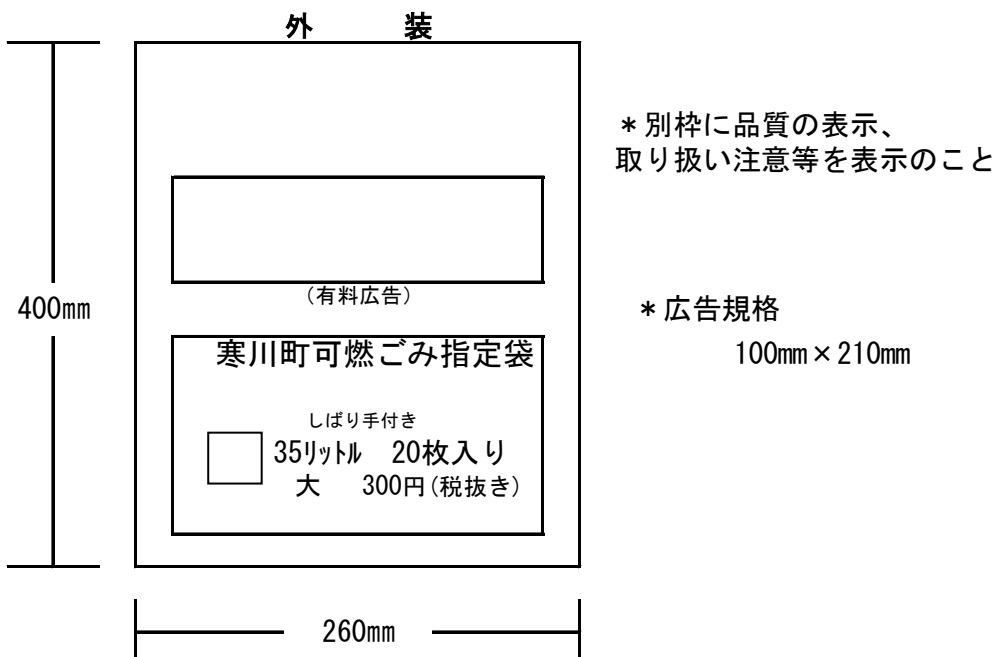 外　装
＊別枠に品質の表示、
取り扱い注意等を表示のこと
(有料広告)
400mm
＊広告規格
100mm×210mm
寒川町可燃ごみ指定袋
しばり手付き
35ﾘｯﾄﾙ　20枚入り
大　300円(税抜き)
260mm